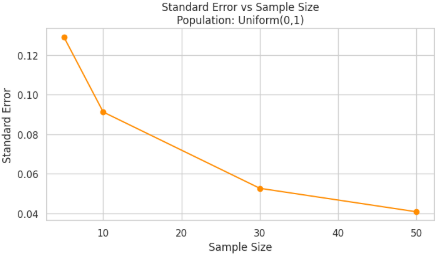 Standard Error vs Sample Size
Population: Uniform(0,1)
Standard Error
0.12
0.10
0.08
0.06
0.04
10 20 30 40 50
Sample Size